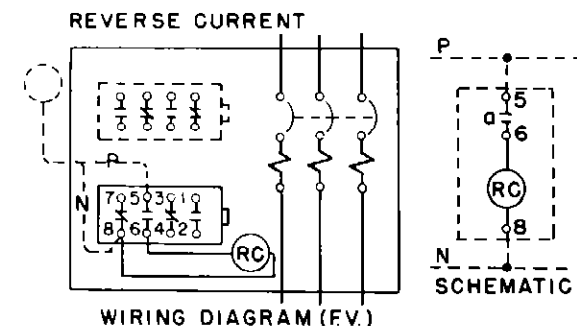 REVERSE CURRENT
P
N
7 5 3 1
8 6 4 2
RC
WIRING DIAGRAM (F.V.)
P
5
a
6
RC
8
N
SCHEMATIC